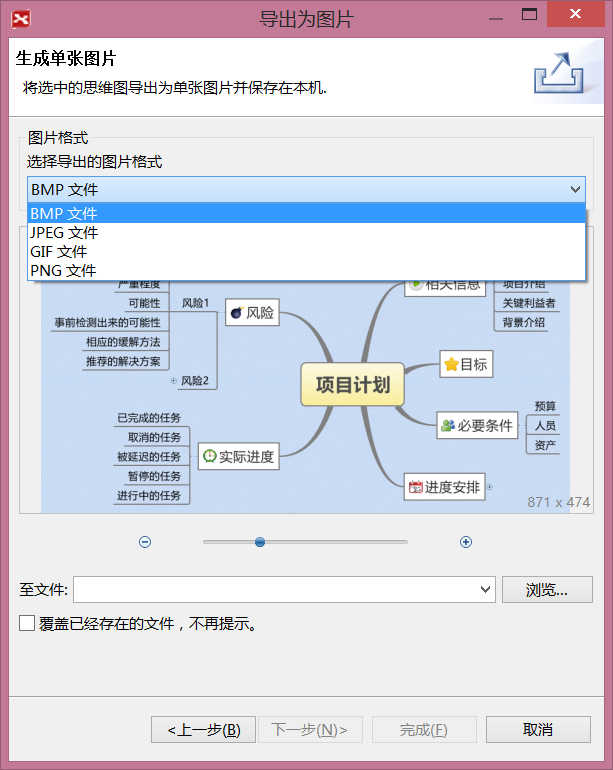 导出为图片
生成单张图片
将选中的思维图导出为单张图片并保存在本机.
图片格式
选择导出的图片格式
BMP 文件
BMP 文件
JPEG 文件
GIF 文件
PNG 文件
严重程度
可能性
事前检测出来的可能性
相应的缓解方法
推荐的解决方案
风险1
风险2
风险
已完成的任务
取消的任务
被延迟的任务
暂停的任务
进行中的任务
实际进度
项目计划
相关信息
项目介绍
关键利益者
背景介绍
目标
必要条件
预算
人员
资产
进度安排
871 x 474
至文件:
浏览...
覆盖已经存在的文件，不再提示。
<上一步(B)
下一步(N)>
完成(F)
取消